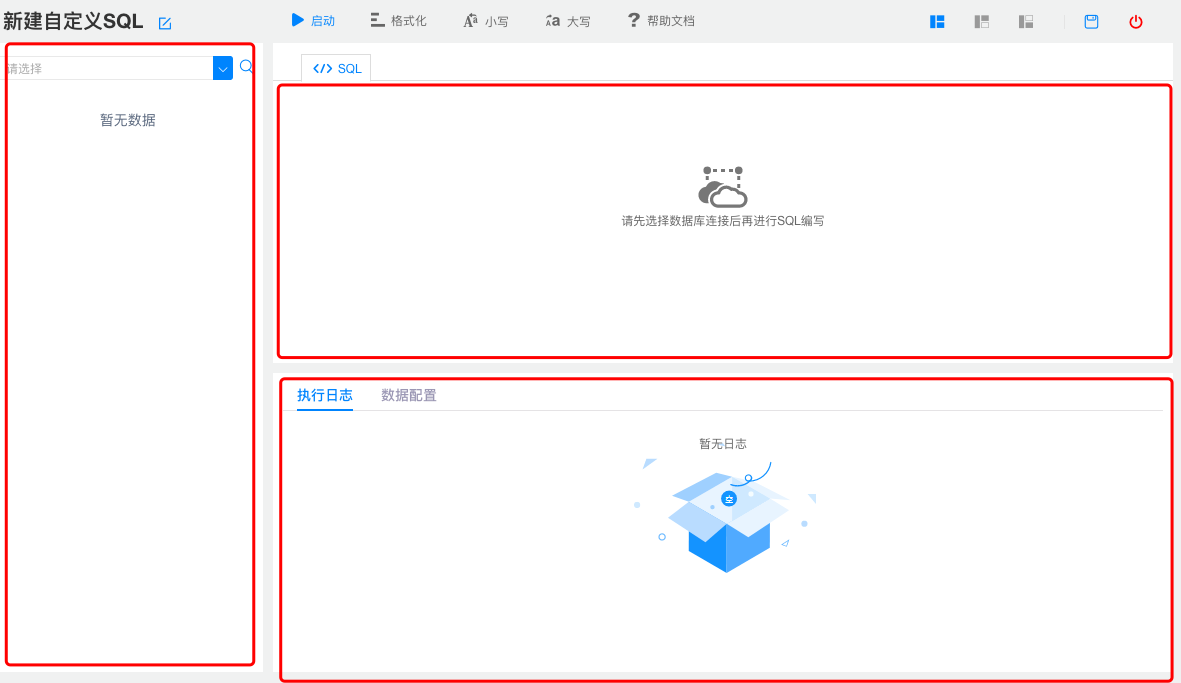 新建自定义SQL
启动 格式化 小写 大写 帮助文档
请选择
暂无数据
SQL
请先选择数据库连接后再进行SQL编写
执行日志 数据配置
暂无日志
空